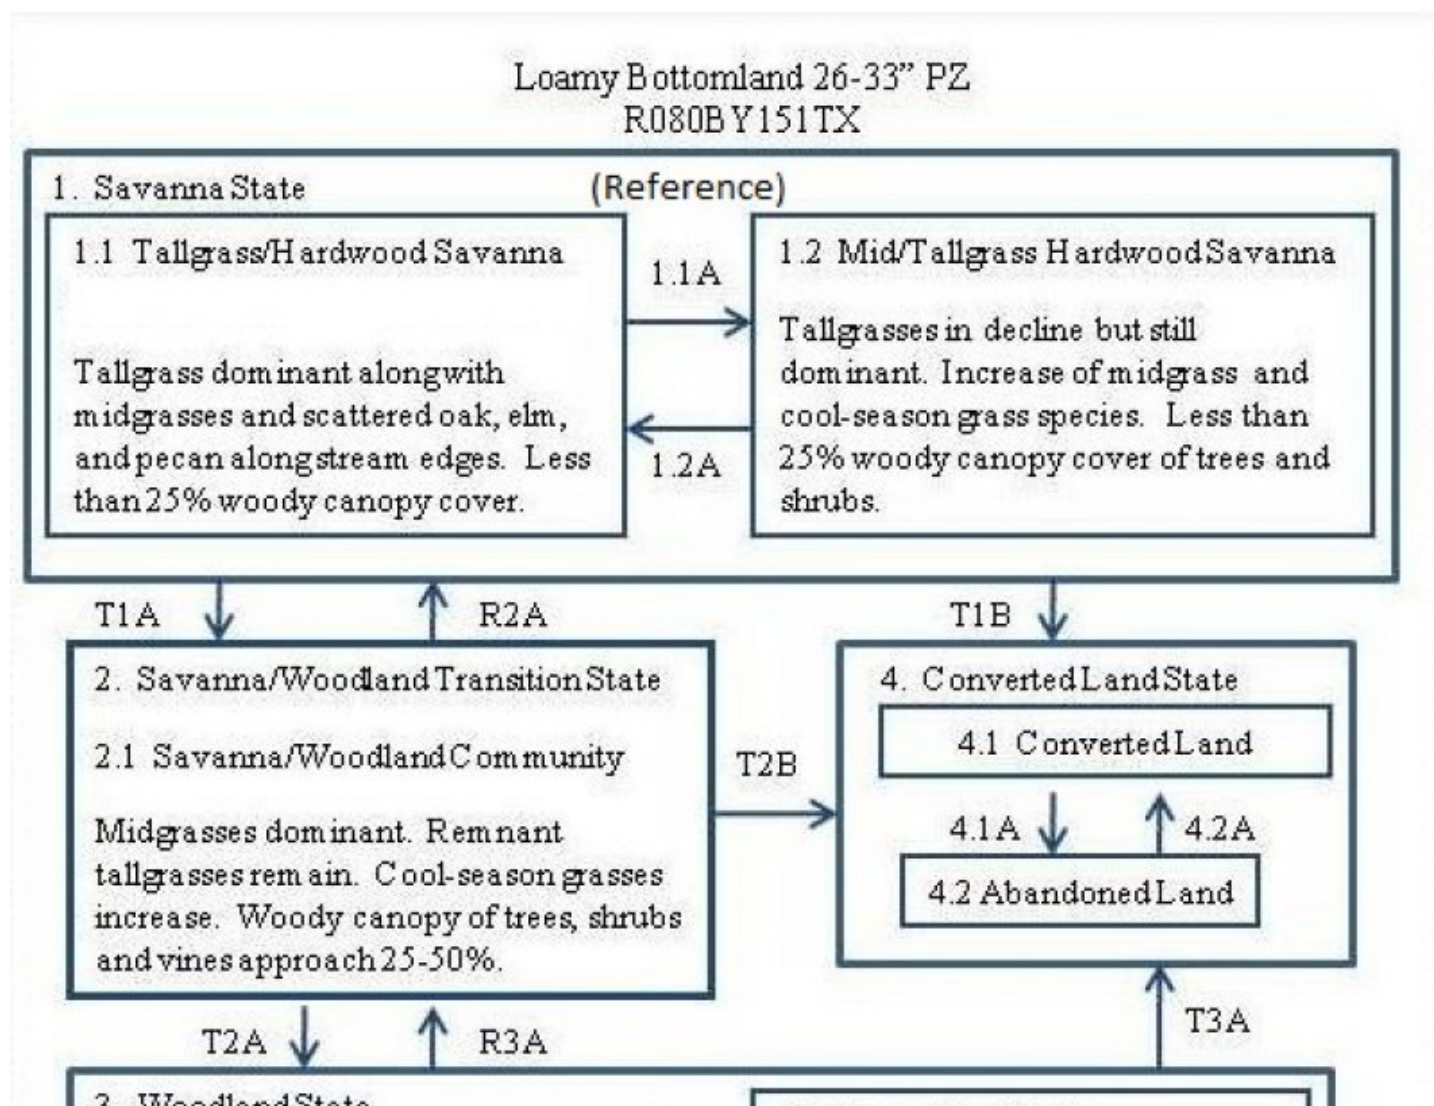 Loamy Bottomland 26-33” PZ
R080BY151TX
1. Savanna State (Reference)
1.1 Tallgrass/Hardwood Savanna
Tallgrass dominant along with
midgrasses and scattered oak, elm,
and pecan along stream edges. Less
than 25% woody canopy cover.
1.1A
1.2A
1.2 Mid/Tallgrass Hardwood Savanna
Tallgrasses in decline but still
dominant. Increase of midgrass and
cool-season grass species. Less than
25% woody canopy cover of trees and
shrubs.
T1A
R2A
T1B
2. Savanna/Woodland Transition State
2.1 Savanna/Woodland Community
Midgrasses dominant. Remnant
tallgrasses remain. Cool-season grasses
increase. Woody canopy of trees, shrubs
and vines approach 25-50%.
T2B
4. Converted Land State
4.1 Converted Land
4.1A
4.2A
4.2 Abandoned Land
T2A
R3A
T3A
3. Woodland State